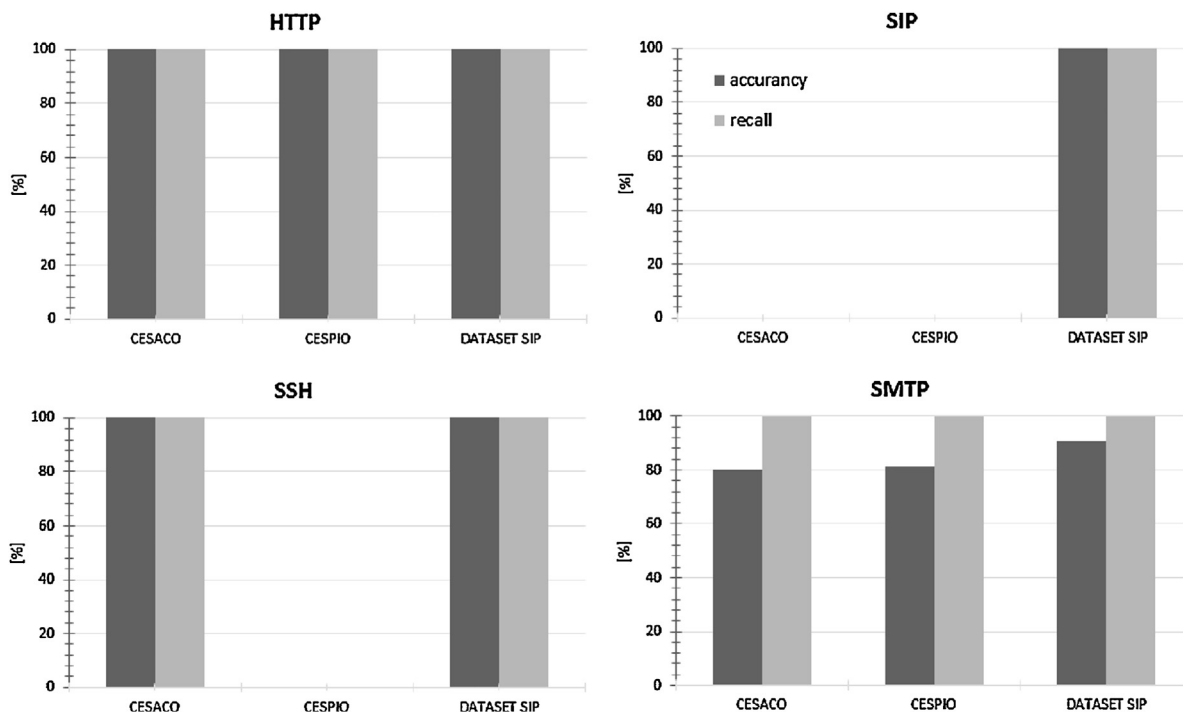 HTTP
100
80
60
40
20
0
[%]
CESACO
CESPIO
DATASET SIP
SIP
100
80
60
40
20
0
[%]
accurancy
recall
CESACO
CESPIO
DATASET SIP
SSH
100
80
60
40
20
0
[%]
CESACO
CESPIO
DATASET SIP
SMTP
100
80
60
40
20
0
[%]
CESACO
CESPIO
DATASET SIP